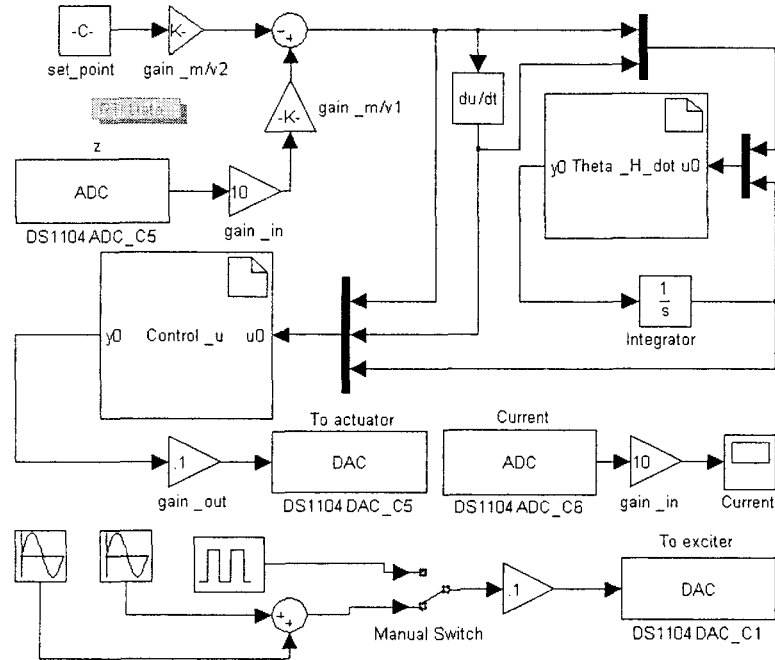 -C-
set_point
K-
gain _m/v2
-
+
-K-
gain _m/v1
du/dt
z
ADC
DS1104 ADC_C5
10
gain _in
y0 Theta _H_dot u0
1
s
Integrator
y0 Control _u u0
.1
gain _out
To actuator
DAC
DS1104 DAC_C5
Current
ADC
DS1104 ADC_C6
10
gain _in
Current
+
+
Manual Switch
.1
To exciter
DAC
DS1104 DAC_C1